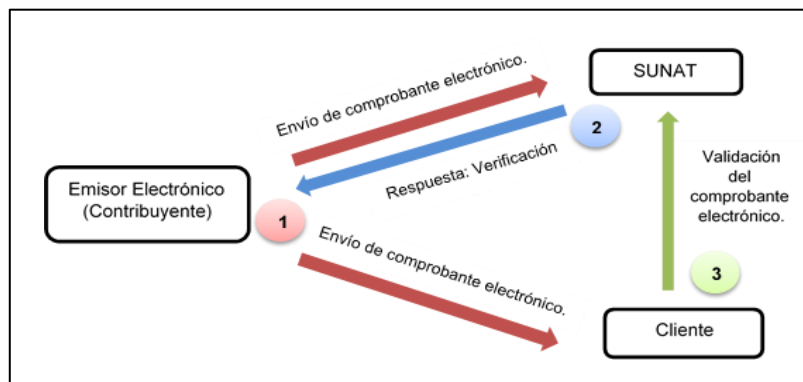 SUNAT
Envío de comprobante electrónico.
2
Respuesta: Verificación
Validación
del
comprobante
electrónico.
Emisor Electrónico
(Contribuyente)
1
Envío de comprobante electrónico.
3
Cliente